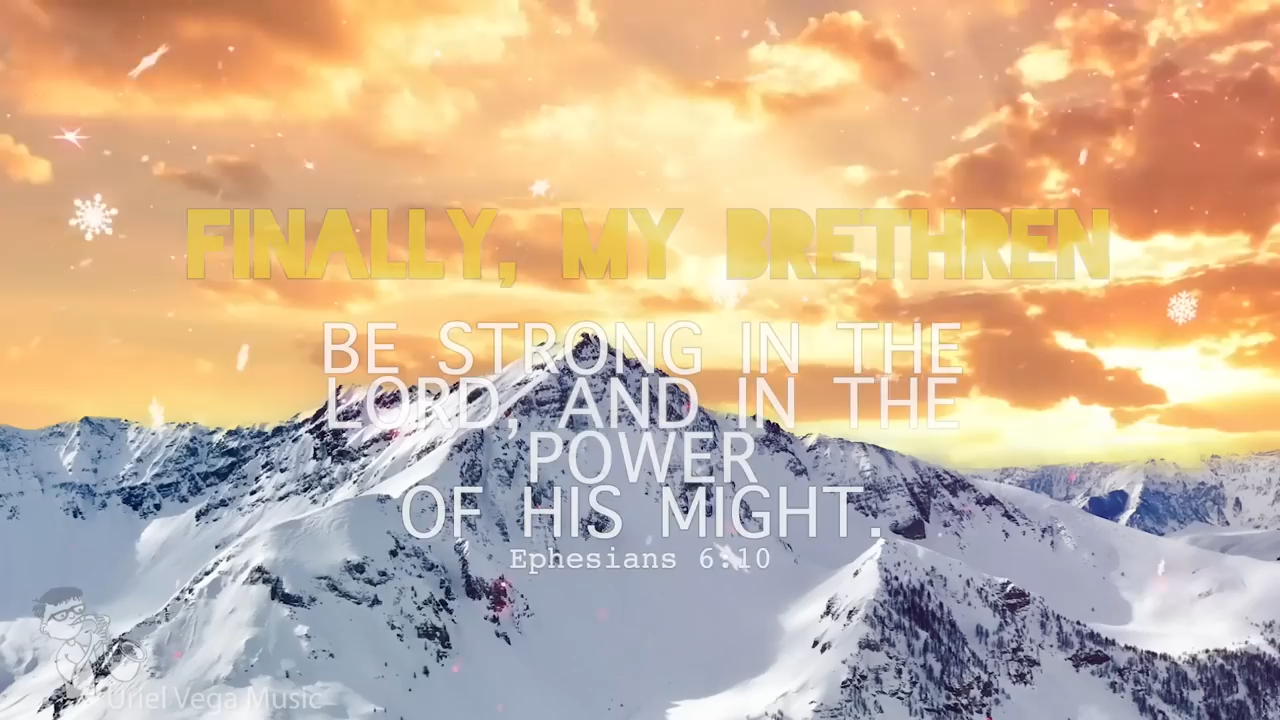 FINALLY, MY BRETHREN
BE STRONG IN THE
LORD, AND IN THE
POWER
OF HIS MIGHT.
Ephesians 6:10
Uriel Vega Music